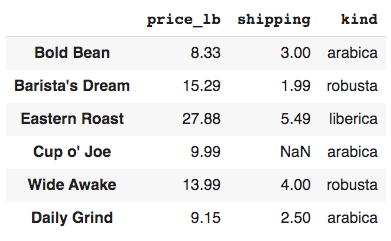 price_lb shipping kind
Bold Bean 8.33 3.00 arabica
Barista's Dream 15.29 1.99 robusta
Eastern Roast 27.88 5.49 liberica
Cup o' Joe 9.99 NaN arabica
Wide Awake 13.99 4.00 robusta
Daily Grind 9.15 2.50 arabica